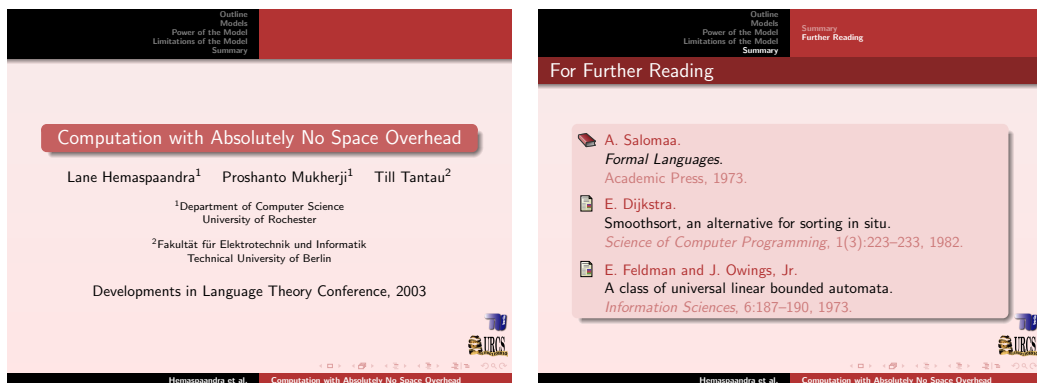 Outline
Models
Power of the Model
Limitations of the Model
Summary
Computation with Absolutely No Space Overhead
Lane Hemaspaandra1 Proshanto Mukherji1 Till Tantau2
1Department of Computer Science
University of Rochester
2Fakultät für Elektrotechnik und Informatik
Technical University of Berlin
Developments in Language Theory Conference, 2003
URCS
Hemaspaandra et al. Computation with Absolutely No Space Overhead
Outline
Models
Power of the Model
Limitations of the Model
Summary
Summary
Further Reading
For Further Reading
A. Salomaa.
Formal Languages.
Academic Press, 1973.
E. Dijkstra.
Smoothsort, an alternative for sorting in situ.
Science of Computer Programming, 1(3):223–233, 1982.
E. Feldman and J. Owings, Jr.
A class of universal linear bounded automata.
Information Sciences, 6:187–190, 1973.
URCS
Hemaspaandra et al. Computation with Absolutely No Space Overhead